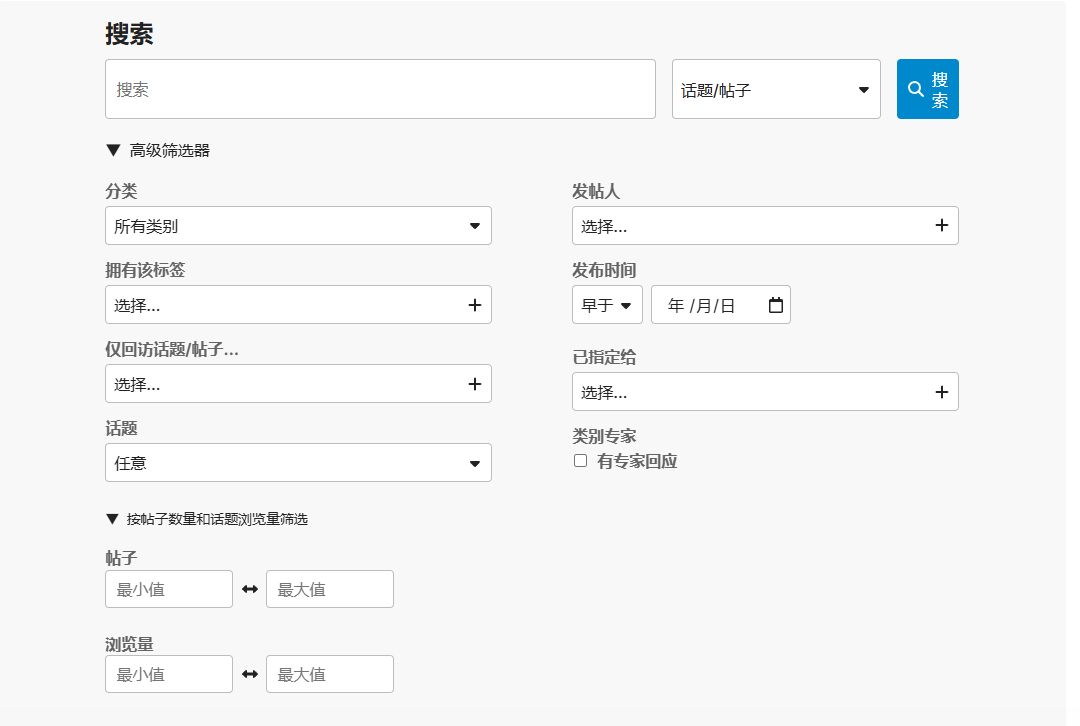 搜索
搜索
话题/帖子
搜
索
▼ 高级筛选器
分类
所有类别
拥有该标签
选择...
仅回访话题/帖子...
选择...
话题
任意
发帖人
选择...
发布时间
早于
年 /月/日
已指定给
选择...
类别专家
有专家回应
▼ 按帖子数量和话题浏览量筛选
帖子
最小值
最大值
浏览量
最小值
最大值